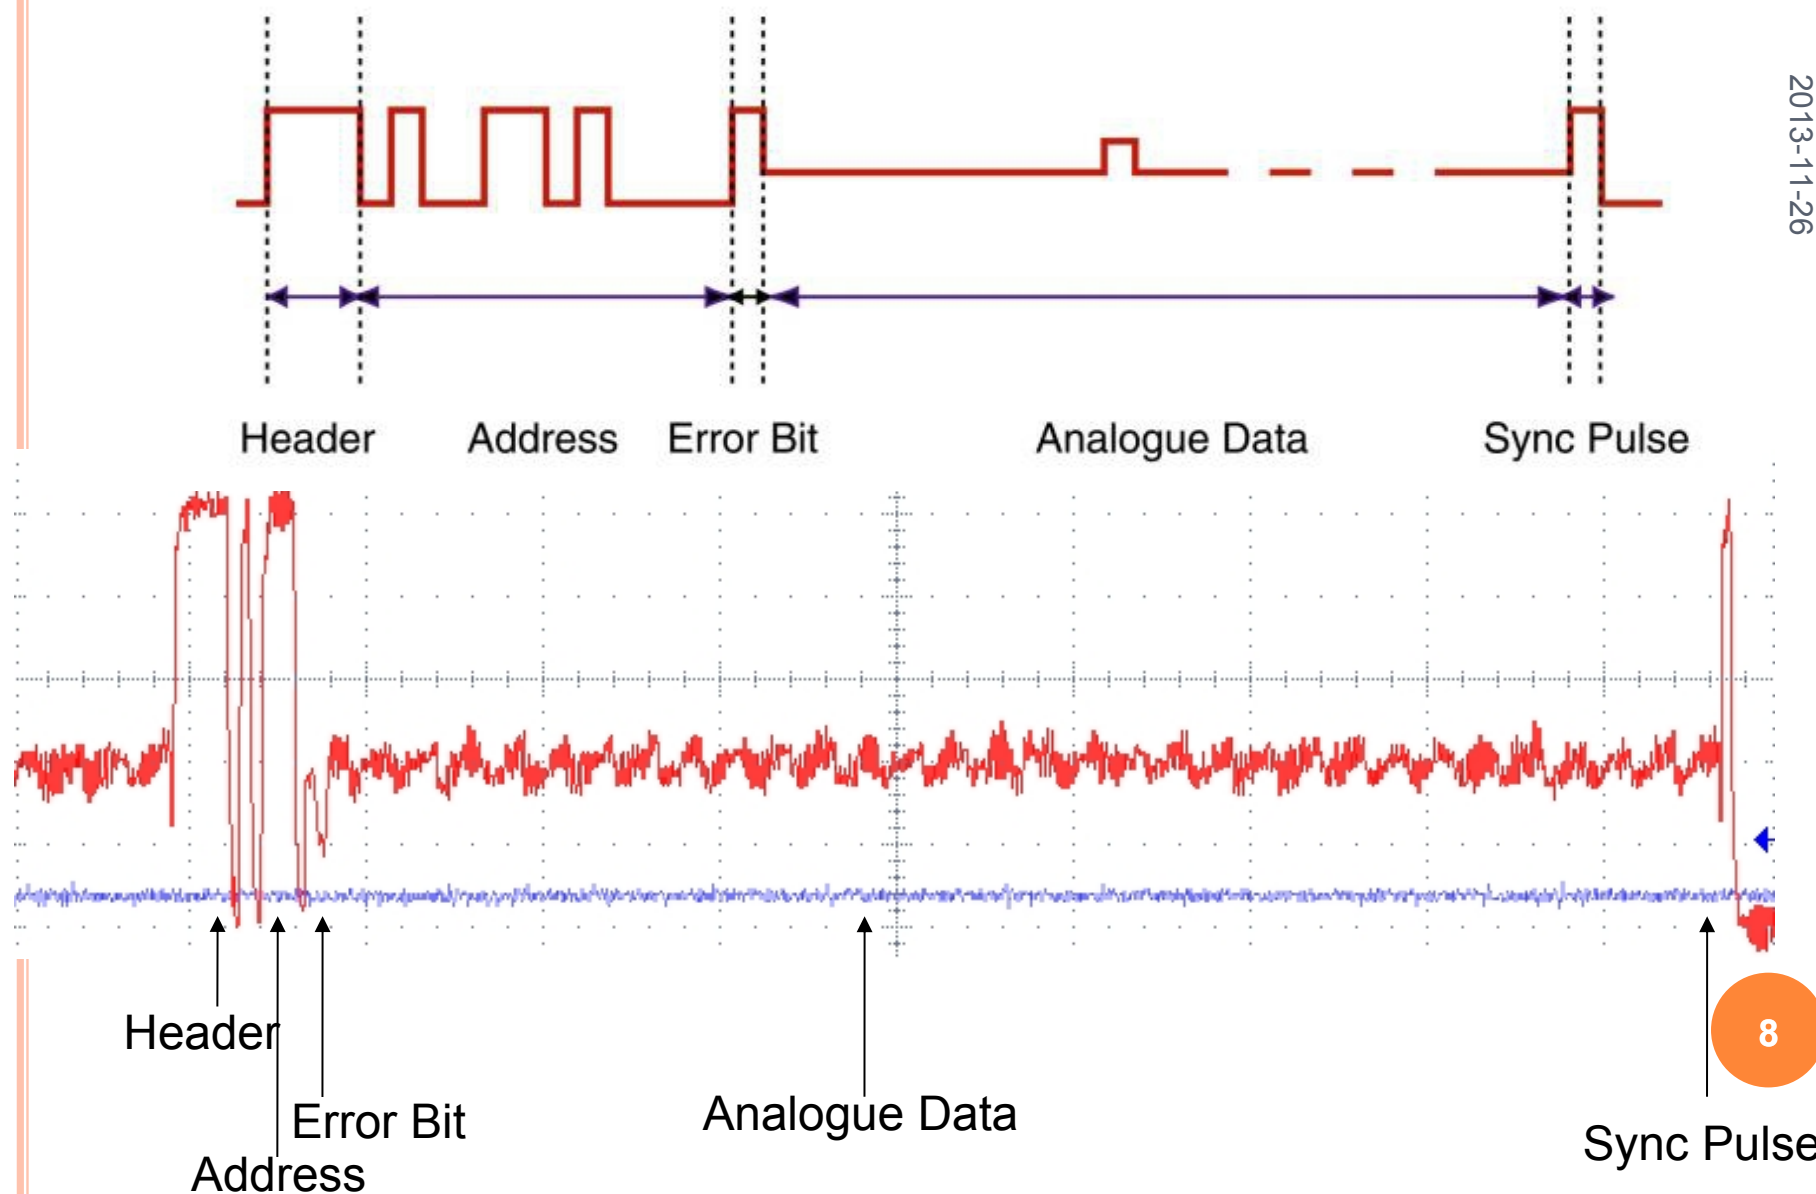 2013-11-26
Header Address Error Bit Analogue Data Sync Pulse
8
Header
Error Bit
Analogue Data
Sync Pulse
Address